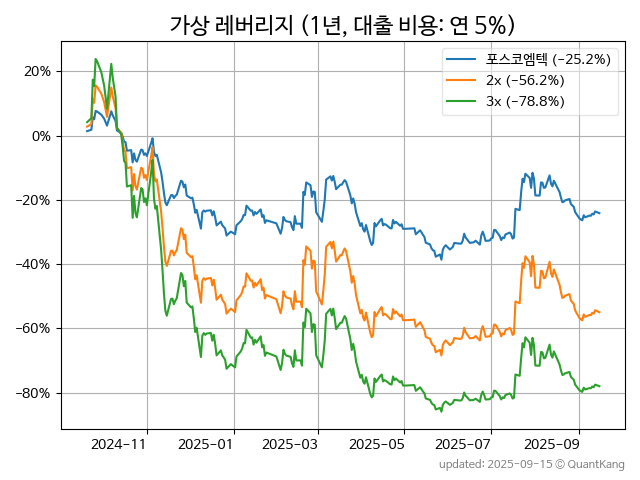 가상 레버리지 (1년, 대출 비용: 연 5%)
포스코엠텍 (−25.2%)
2x (−56.2%)
3x (−78.8%)
20%
0%
−20%
−40%
−60%
−80%
2024-11
2025-01
2025-03
2025-05
2025-07
2025-09
updated: 2025-09-15 © QuantKang